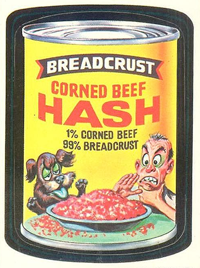 BREADCRUST
CORNED BEEF
HASH
1% CORNED BEEF
99% BREADCRUST